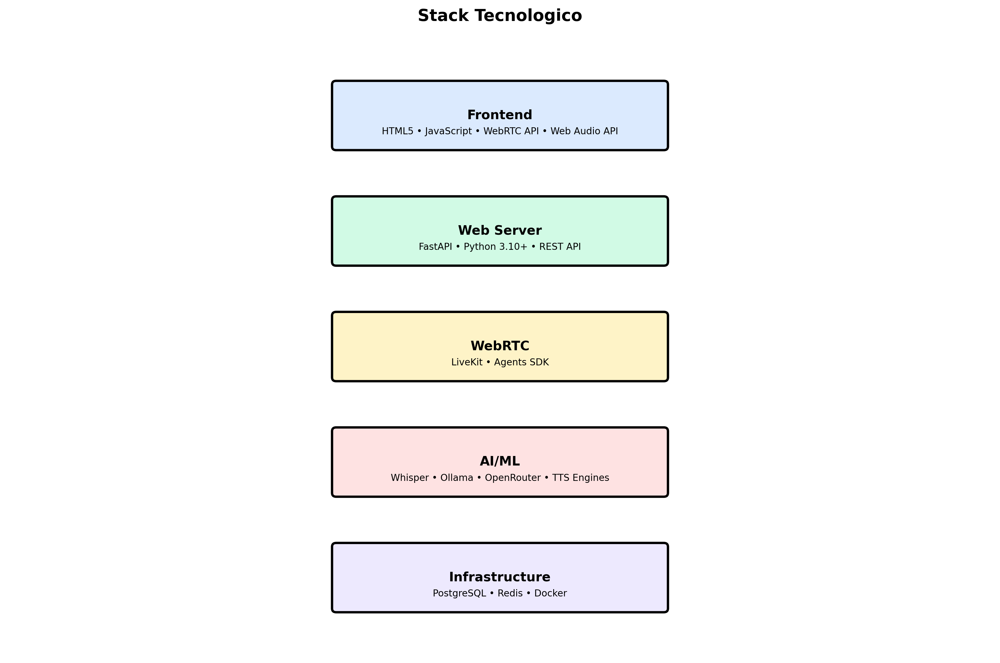 Stack Tecnologico
Frontend
HTML5 • JavaScript • WebRTC API • Web Audio API
Web Server
FastAPI • Python 3.10+ • REST API
WebRTC
LiveKit • Agents SDK
AI/ML
Whisper • Ollama • OpenRouter • TTS Engines
Infrastructure
PostgreSQL • Redis • Docker